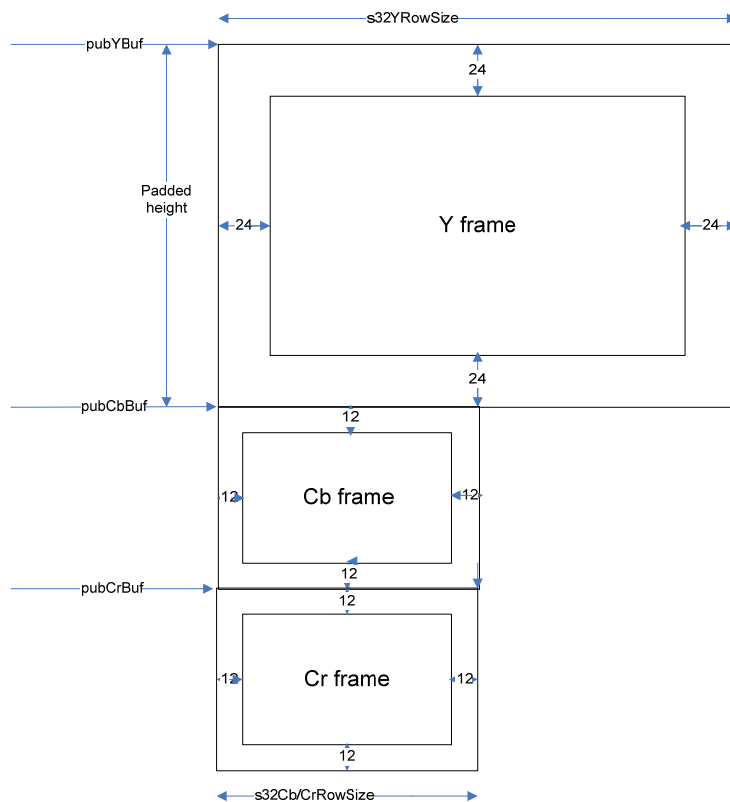 s32YRowSize
pubYBuf
24
Padded
height
24
Y frame
24
24
pubCbBuf
12
12
Cb frame
12
12
pubCrBuf
12
12
Cr frame
12
12
s32Cb/CrRowSize